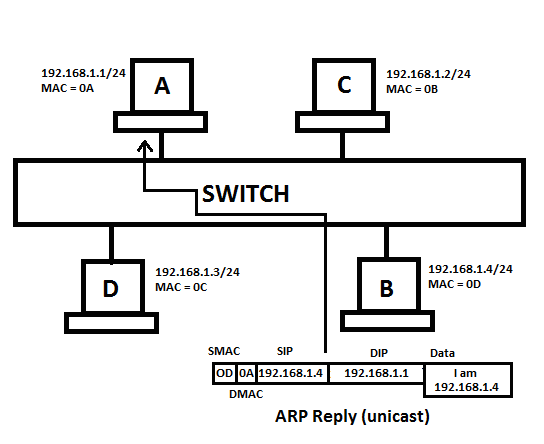 192.168.1.1/24
MAC = 0A
A
C
192.168.1.2/24
MAC = 0B
SWITCH
D
192.168.1.3/24
MAC = 0C
B
192.168.1.4/24
MAC = 0D
SMAC
SIP
DIP
Data
OD
0A
192.168.1.4
192.168.1.1
I am
192.168.1.4
DMAC
ARP Reply (unicast)